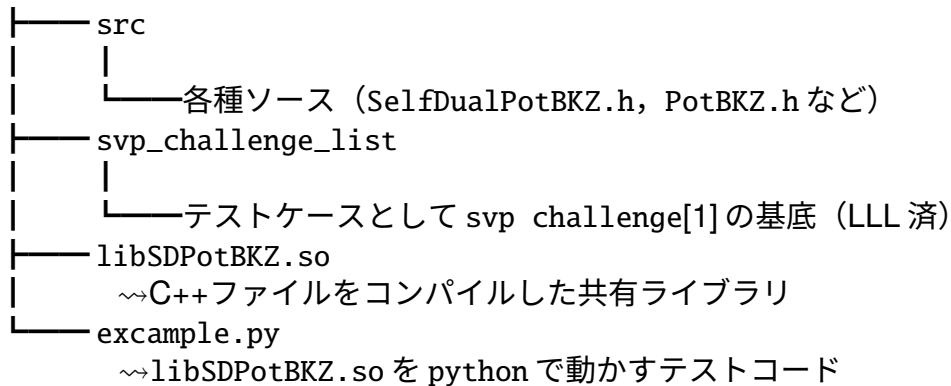 ├── src
│ │
│ └──各種ソース（SelfDualPotBKZ.h，PotBKZ.h など）
├── svp_challenge_list
│ │
│ └──テストケースとして svp challenge[1] の基底（LLL 済）
├── libSDPotBKZ.so
│ ⇝C++ファイルをコンパイルした共有ライブラリ
└── excample.py
⇝libSDPotBKZ.so を python で動かすテストコード